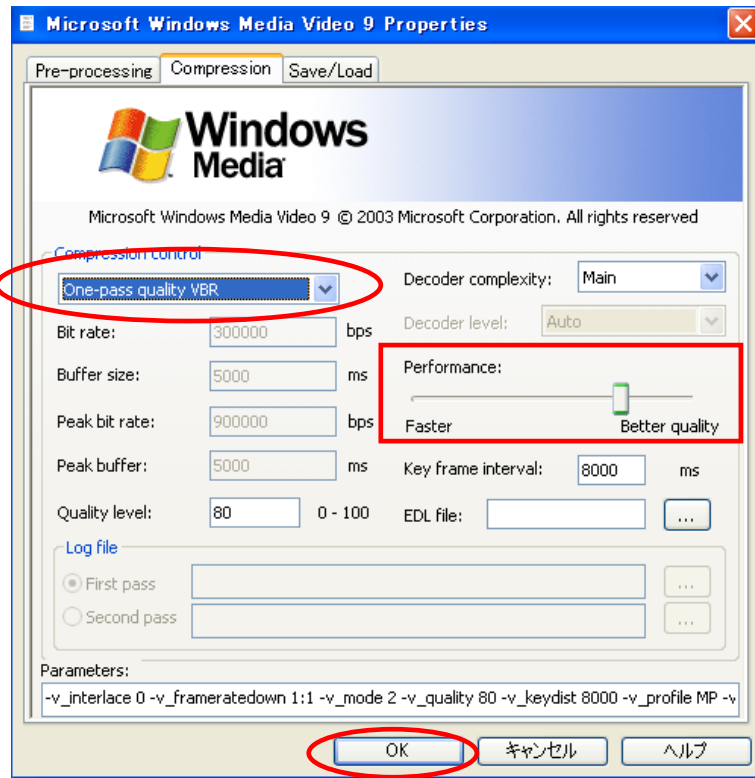 Microsoft Windows Media Video 9 Properties
Pre-processing
Compression
Save/Load
Windows
Media
Microsoft Windows Media Video 9 © 2003 Microsoft Corporation. All rights reserved
Compression control
One-pass quality VBR
Decoder complexity:
Main
Bit rate:
300000
bps
Decoder level:
Auto
Buffer size:
5000
ms
Performance:
Faster
Better quality
Peak bit rate:
900000
bps
Peak buffer:
5000
ms
Key frame interval:
8000
ms
Quality level:
80
0 - 100
EDL file:
...
Log file
First pass
...
Second pass
...
Parameters:
-v_interlace 0 -v_frameratedown 1:1 -v_mode 2 -v_quality 80 -v_keydist 8000 -v_profile MP -v
OK
キャンセル
ヘルプ